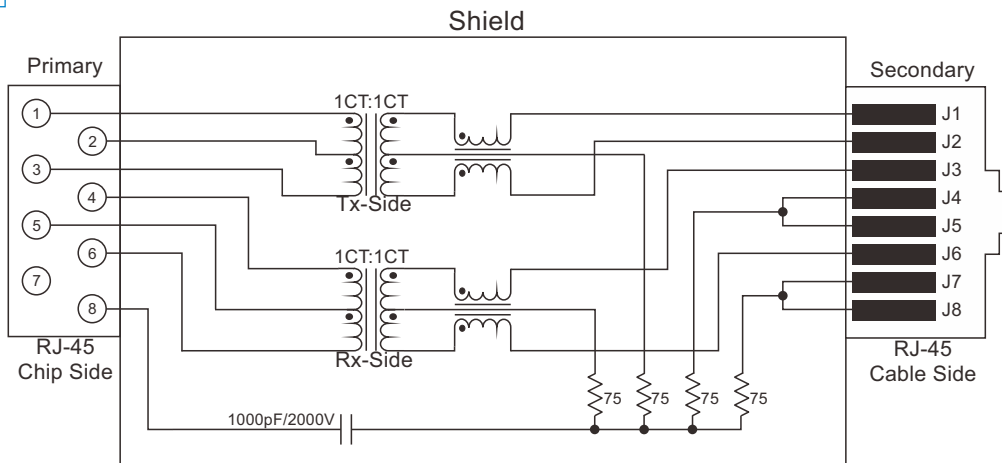 Shield
Primary
Secondary
1CT:1CT
1
2
3
4
5
6
7
8
Tx-Side
1CT:1CT
Rx-Side
J1
J2
J3
J4
J5
J6
J7
J8
RJ-45
Chip Side
RJ-45
Cable Side
75
75
75
75
1000pF/2000V